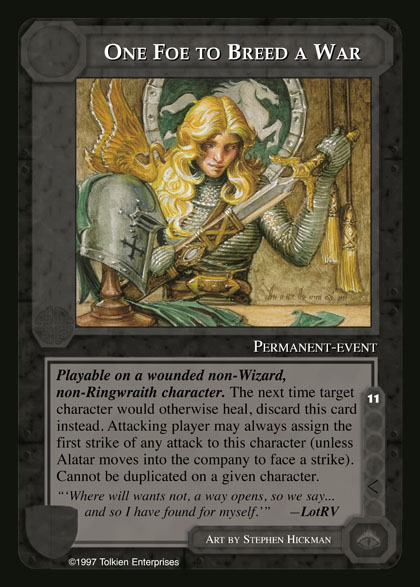 One Foe to Breed a War
Permanent-event
Playable on a wounded non-Wizard,
non-Ringwraith character. The next time target
character would otherwise heal, discard this card
instead. Attacking player may always assign the
first strike of any attack to this character (unless
Alatar moves into the company to face a strike).
Cannot be duplicated on a given character.
11
“‘Where will wants not, a way opens, so we say...
and so I have found for myself.’” —LotRV
Art by Stephen Hickman
©1997 Tolkien Enterprises